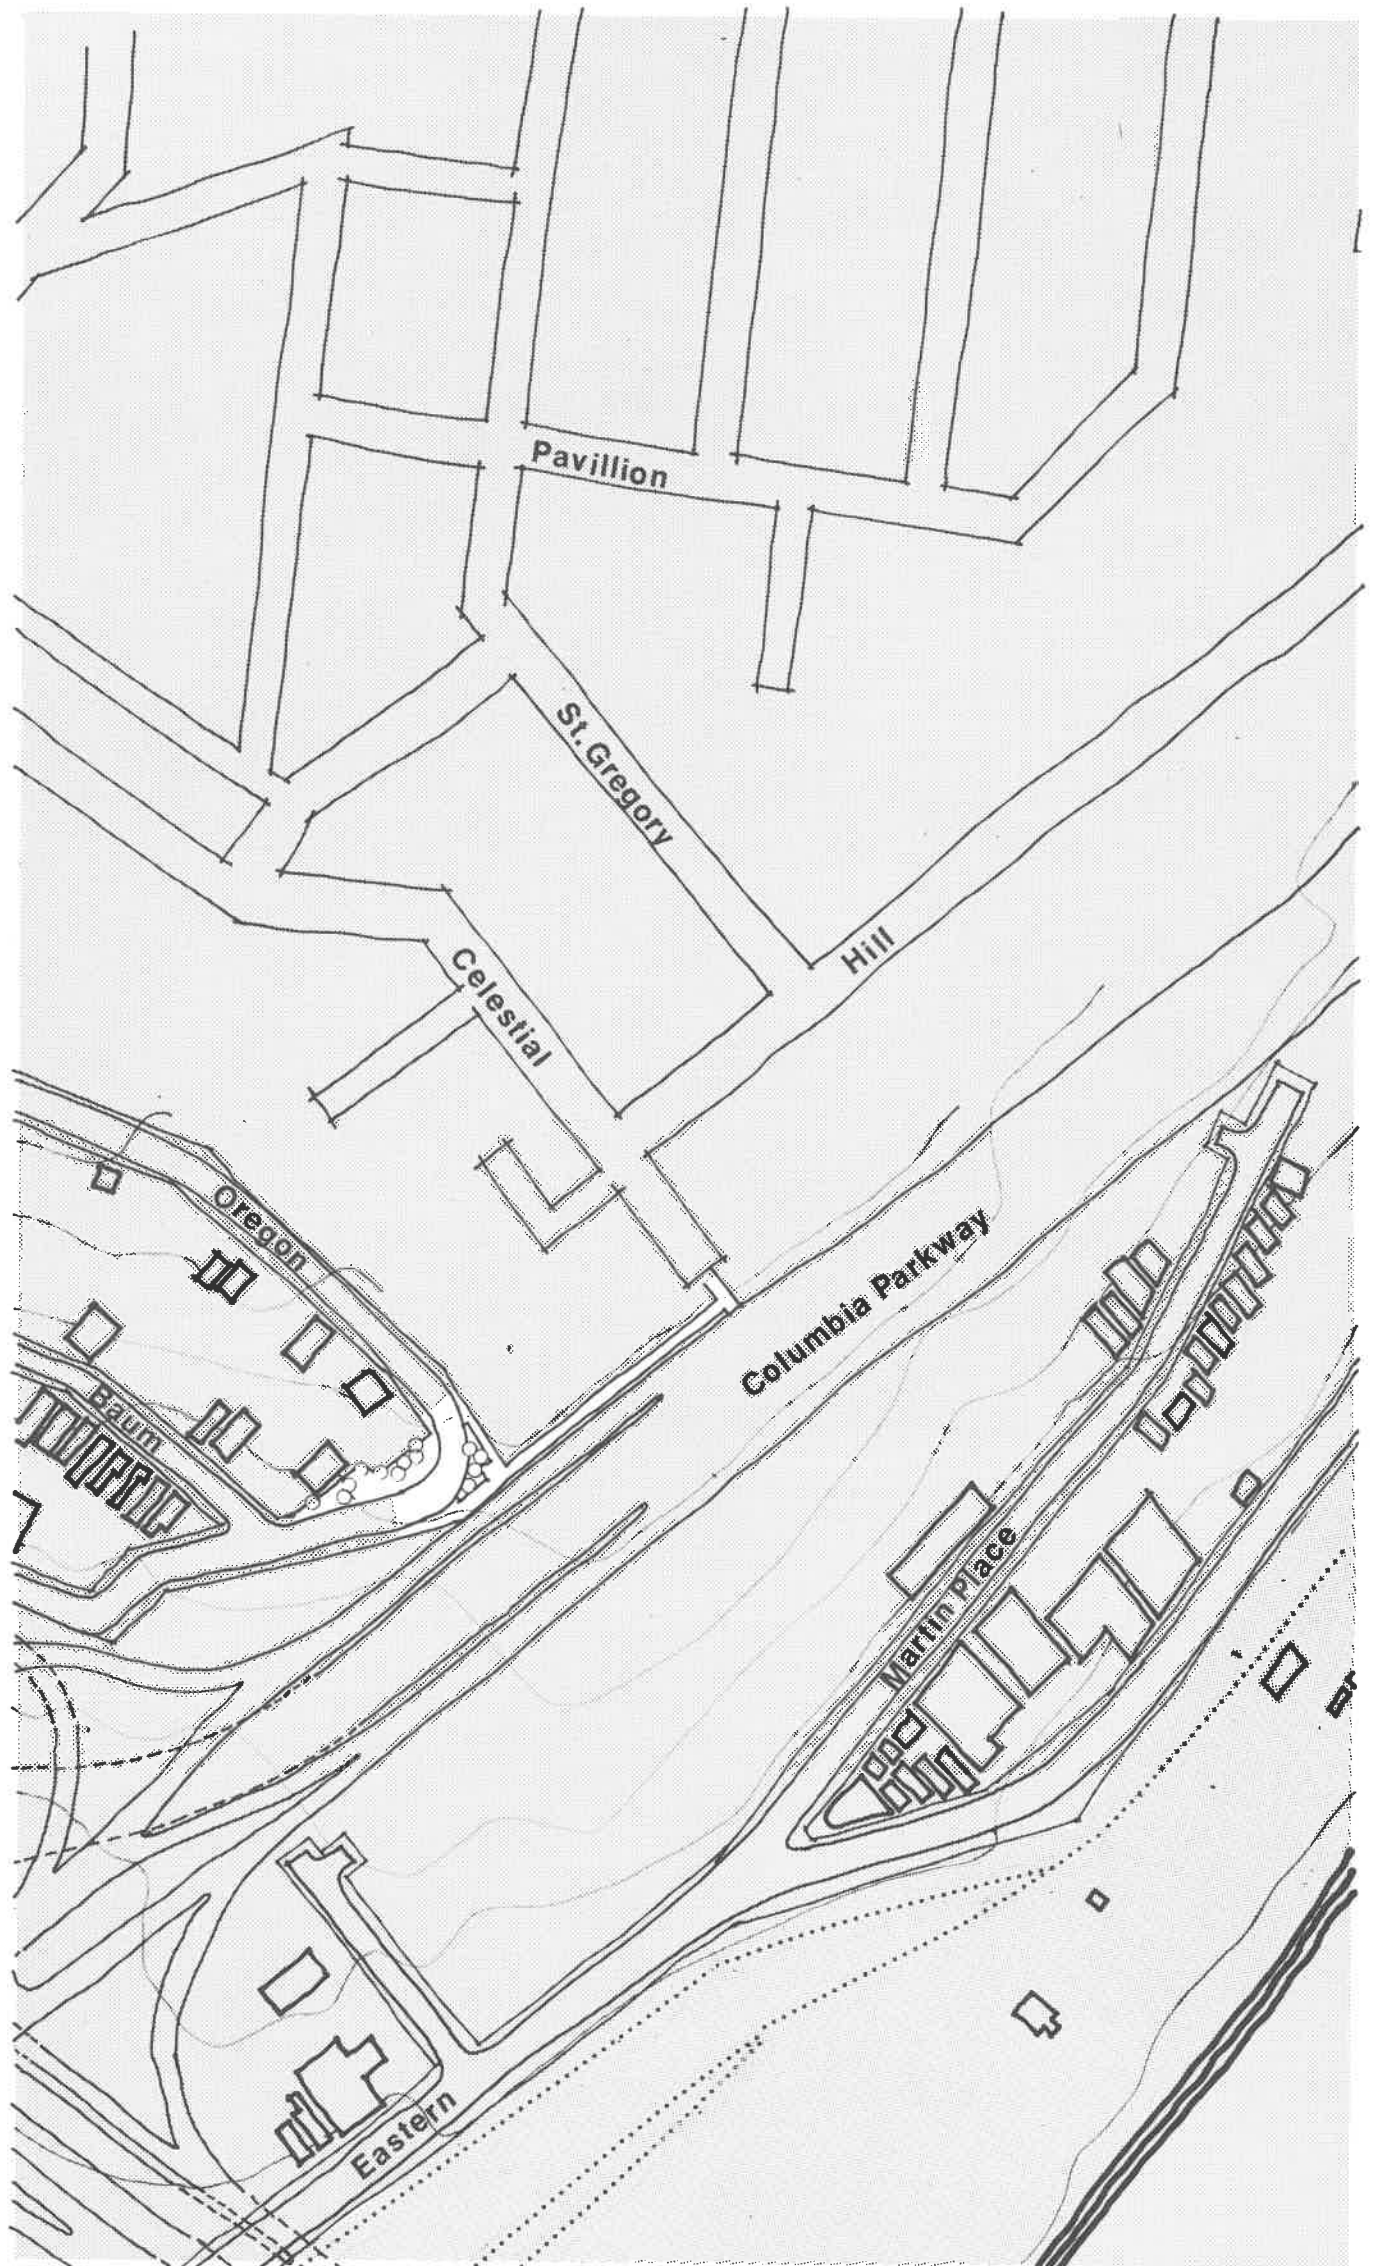 Pavillion
St. Gregory
Hill
Celestial
Oregon
Columbia Parkway
Baum
Martin Place
Eastern